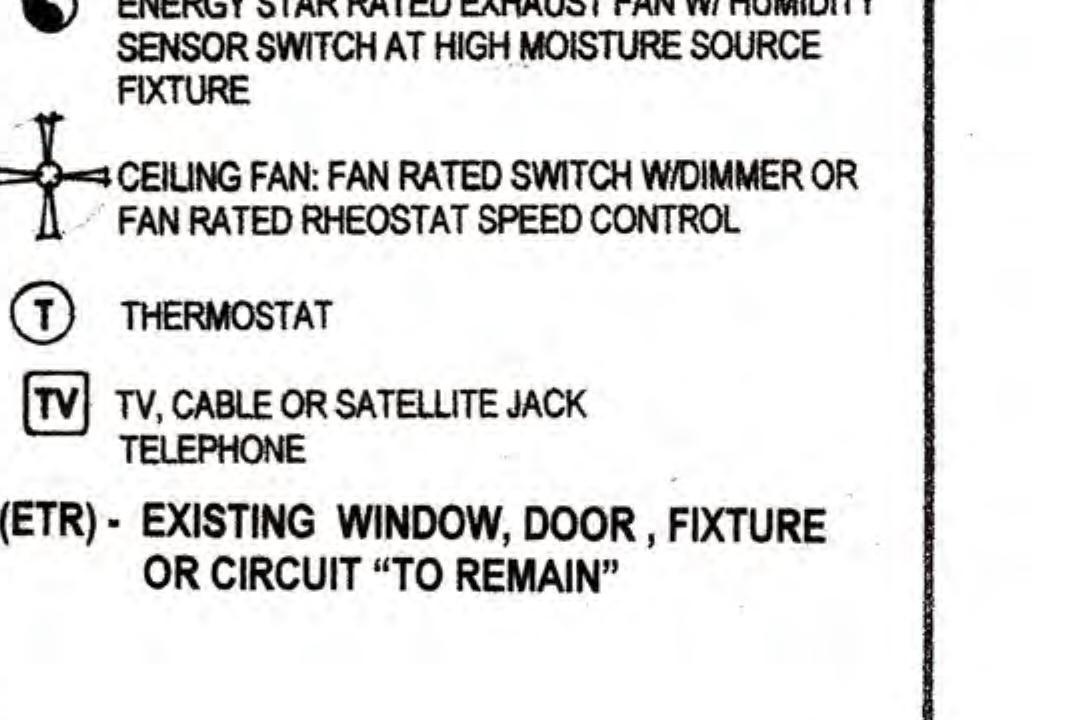 ENERGY STAR RATED EXHAUST FAN W/ HUMIDITY
SENSOR SWITCH AT HIGH MOISTURE SOURCE
FIXTURE
CEILING FAN: FAN RATED SWITCH W/DIMMER OR
FAN RATED RHEOSTAT SPEED CONTROL
T THERMOSTAT
TV TV, CABLE OR SATELLITE JACK
TELEPHONE
(ETR) - EXISTING WINDOW, DOOR , FIXTURE
OR CIRCUIT “TO REMAIN”